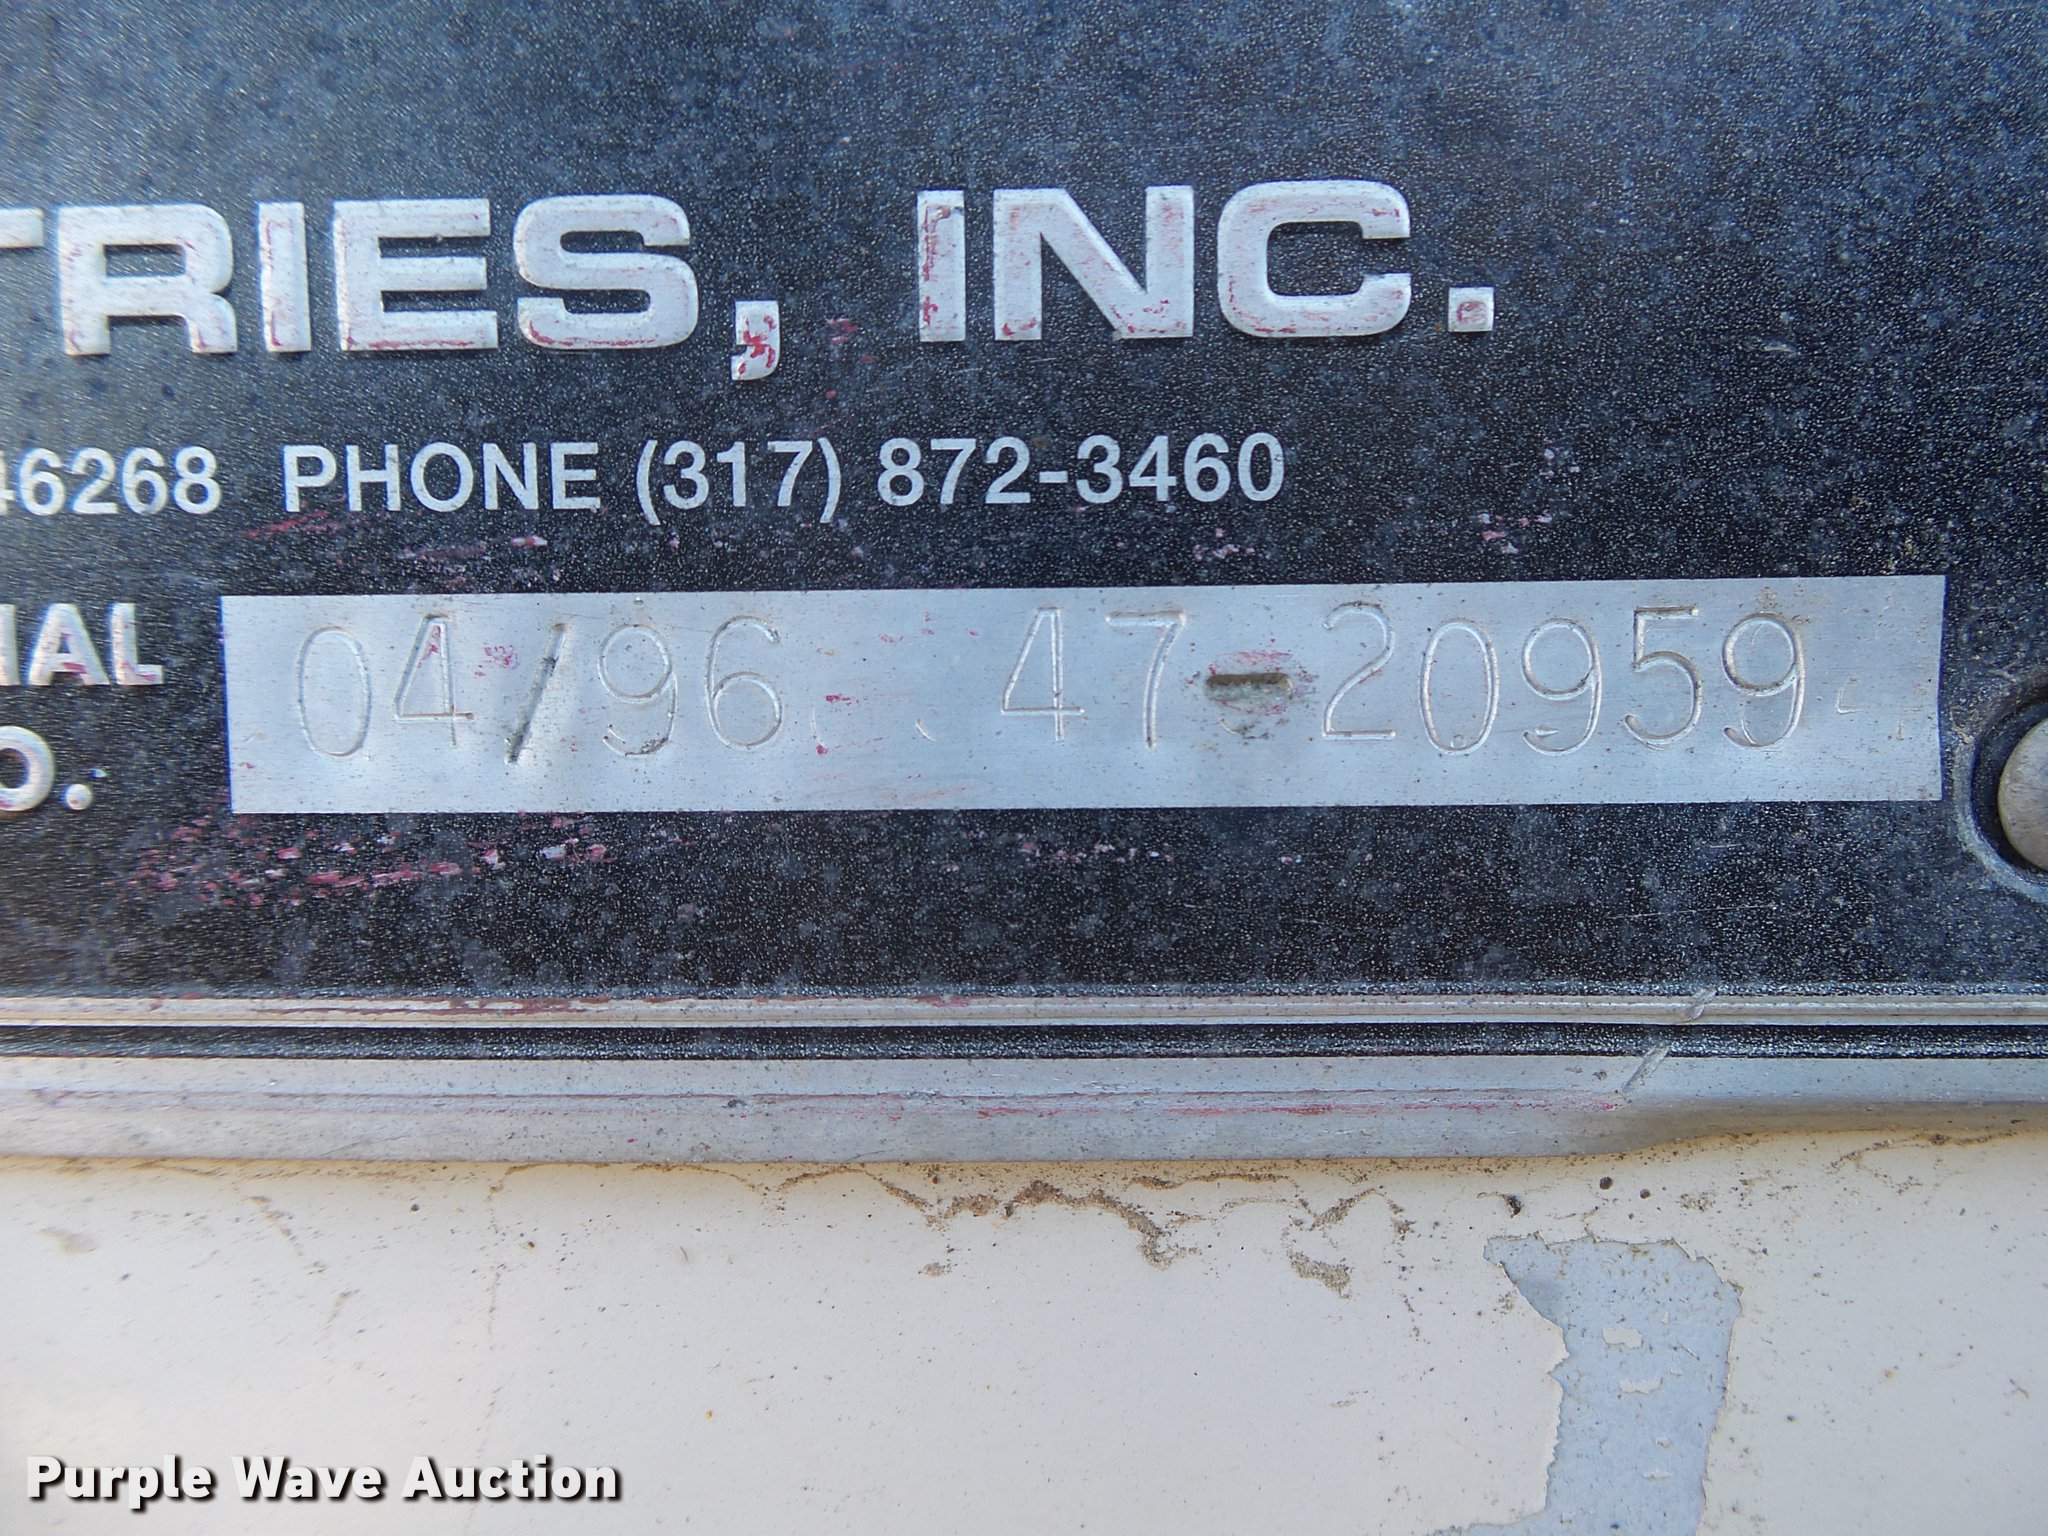 TRIES, INC.
46268 PHONE (317) 872-3460
IAL
O.
04/96 47-20959
Purple Wave Auction